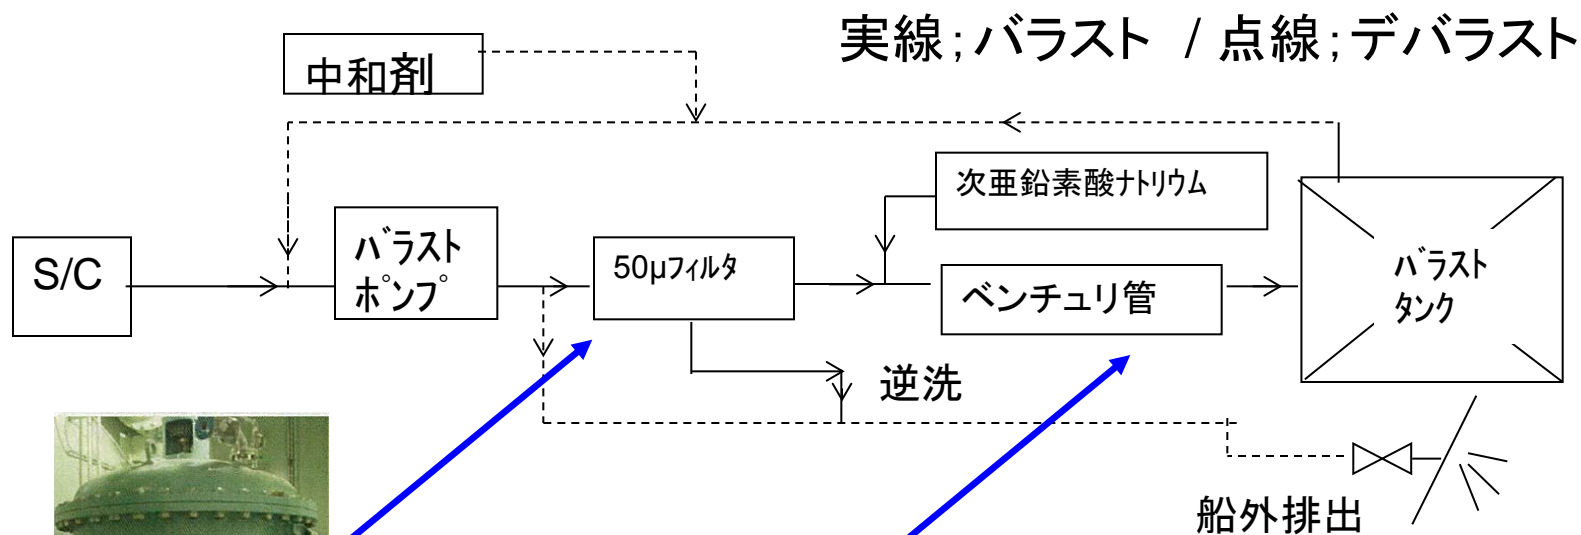 実線;バラスト / 点線;デバラスト
中和剤
次亜鉛素酸ﾅﾄﾘｳﾑ
S/C
ﾊﾞﾗｽﾄ
ﾎﾟﾝﾌﾟ
50µﾌｨﾙﾀ
ベンチュリ管
ﾊﾞﾗｽﾄ
ﾀﾝｸ
逆洗
船外排出